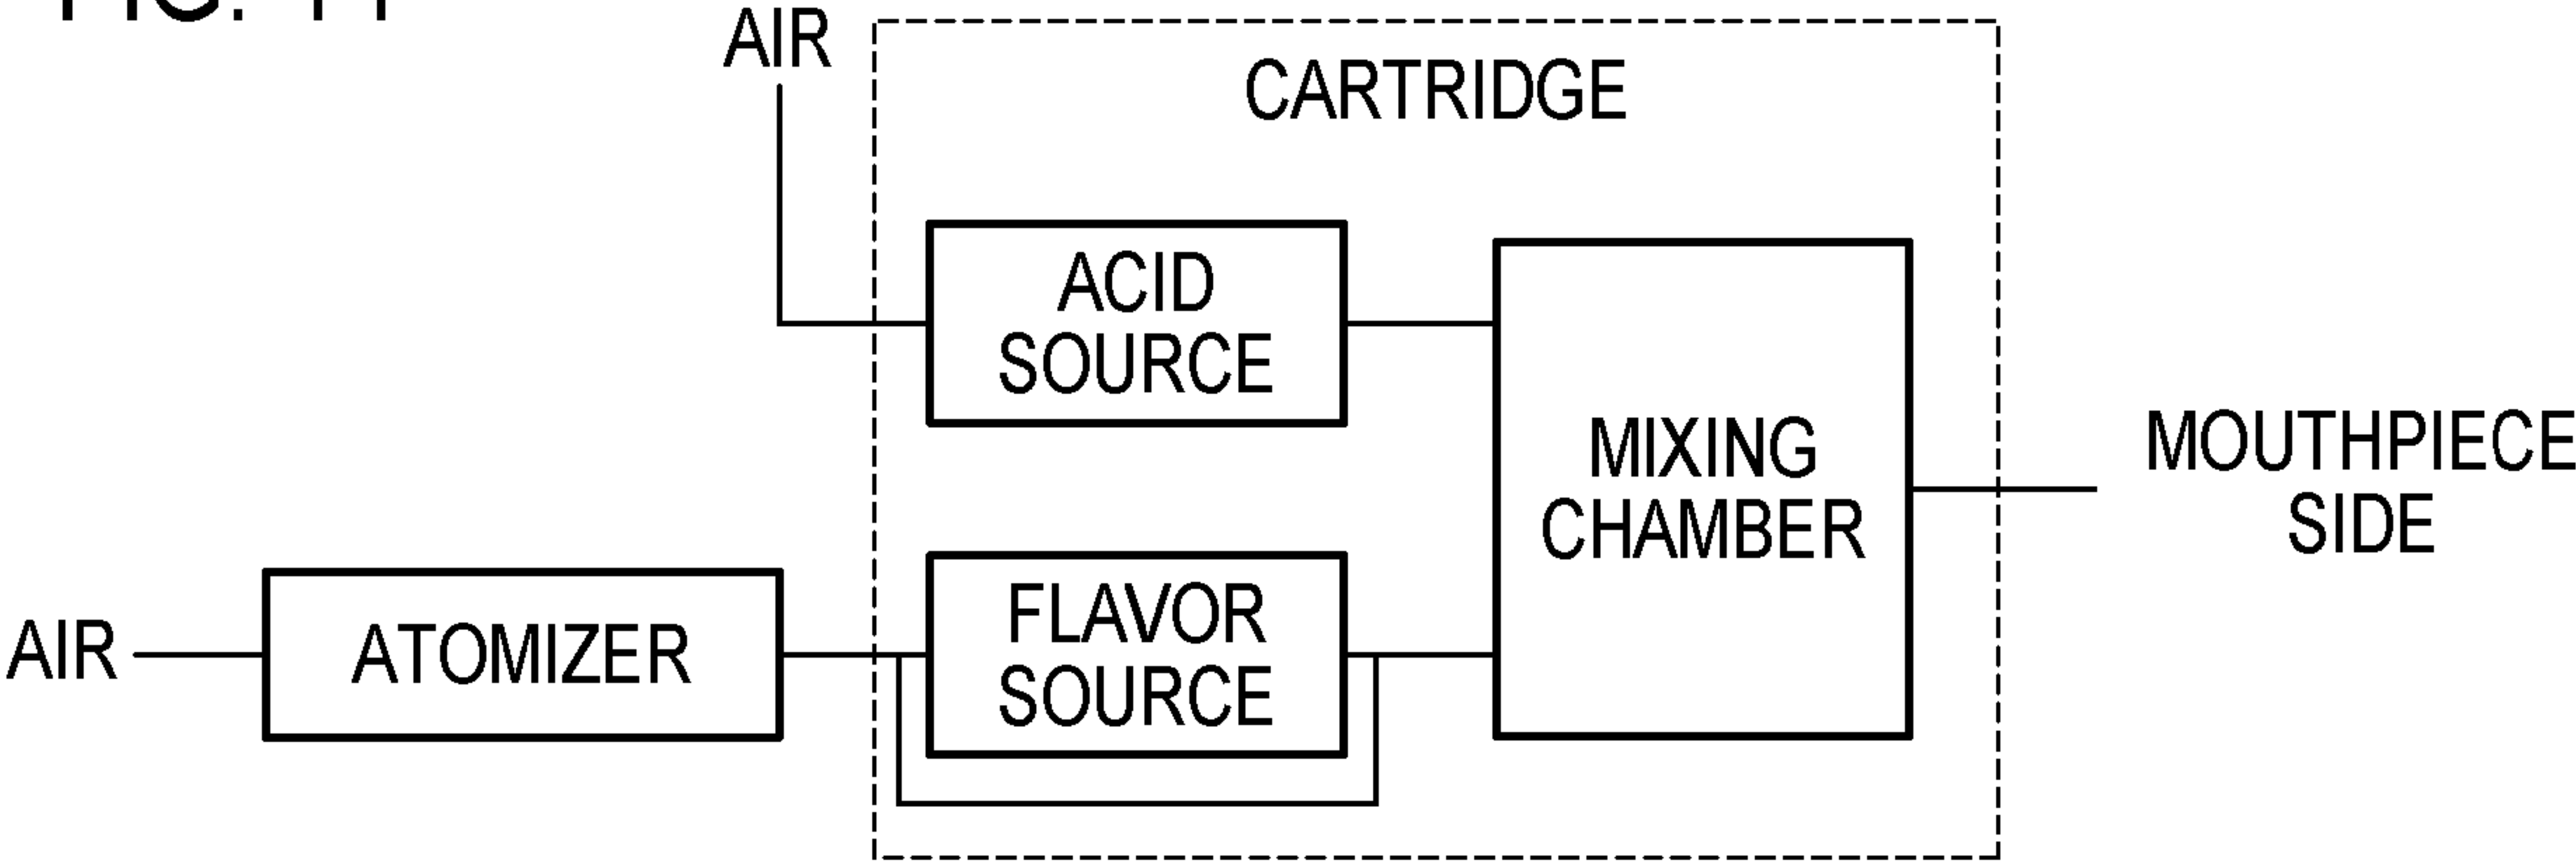 AIR
CARTRIDGE
ACID
SOURCE
MIXING
CHAMBER
MOUTHPIECE
SIDE
FLAVOR
SOURCE
AIR
ATOMIZER